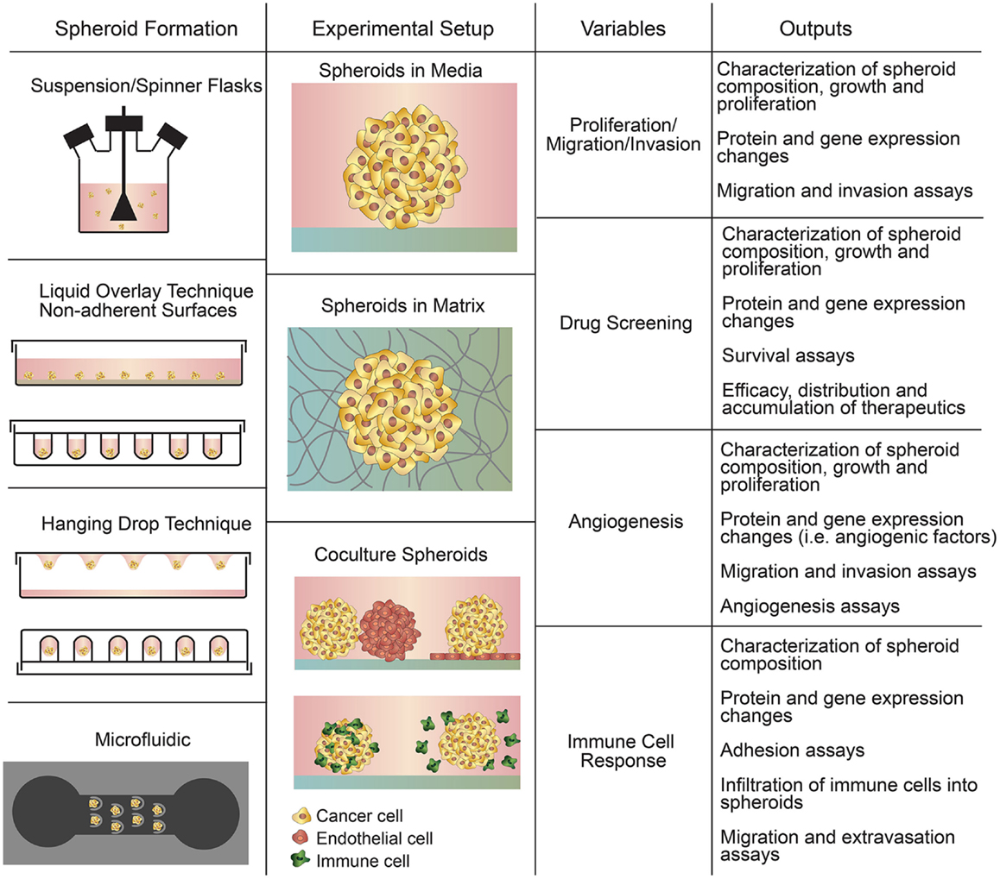 Spheroid Formation
Experimental Setup
Variables
Outputs
Suspension/Spinner Flasks
Liquid Overlay Technique
Non-adherent Surfaces
Hanging Drop Technique
Microfluidic
Spheroids in Media
Spheroids in Matrix
Coculture Spheroids
Cancer cell
Endothelial cell
Immune cell
Proliferation/
Migration/Invasion
Characterization of spheroid
composition, growth and
proliferation
Protein and gene expression
changes
Migration and invasion assays
Drug Screening
Characterization of spheroid
composition, growth and
proliferation
Protein and gene expression
changes
Survival assays
Efficacy, distribution and
accumulation of therapeutics
Angiogenesis
Characterization of spheroid
composition, growth and
proliferation
Protein and gene expression
changes (i.e. angiogenic factors)
Migration and invasion assays
Angiogenesis assays
Immune Cell
Response
Characterization of spheroid
composition
Protein and gene expression
changes
Adhesion assays
Infiltration of immune cells into
spheroids
Migration and extravasation
assays